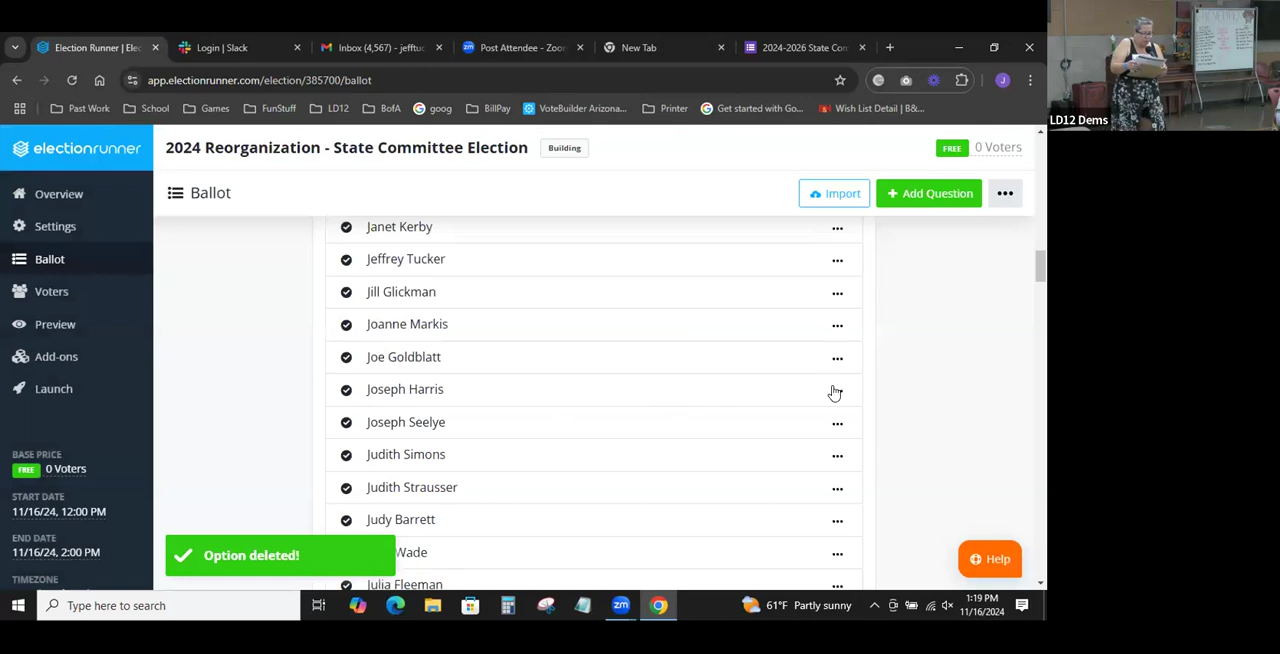 Election Runner | Elec
Login | Slack
Inbox (4,567) - jefftuc
Post Attendee - Zoom
New Tab
2024-2026 State Com
app.electionrunner.com/election/385700/ballot
Past Work
School
Games
FunStuff
LD12
BofA
goog
BillPay
VoteBuilder Arizona...
Printer
Get started with Go...
Wish List Detail | B&...
LD12 Dems
electionrunner
2024 Reorganization - State Committee Election
Building
FREE
0 Voters
Ballot
Import
Add Question
Overview
Settings
Ballot
Voters
Preview
Add-ons
Launch
BASE PRICE
FREE
0 Voters
START DATE
11/16/24, 12:00 PM
END DATE
11/16/24, 2:00 PM
TIMEZONE
Janet Kerby
Jeffrey Tucker
Jill Glickman
Joanne Markis
Joe Goldblatt
Joseph Harris
Joseph Seelye
Judith Simons
Judith Strausser
Judy Barrett
Wade
Julia Fleeman
Option deleted!
Help
Type here to search
zm
61°F Partly sunny
1:19 PM
11/16/2024